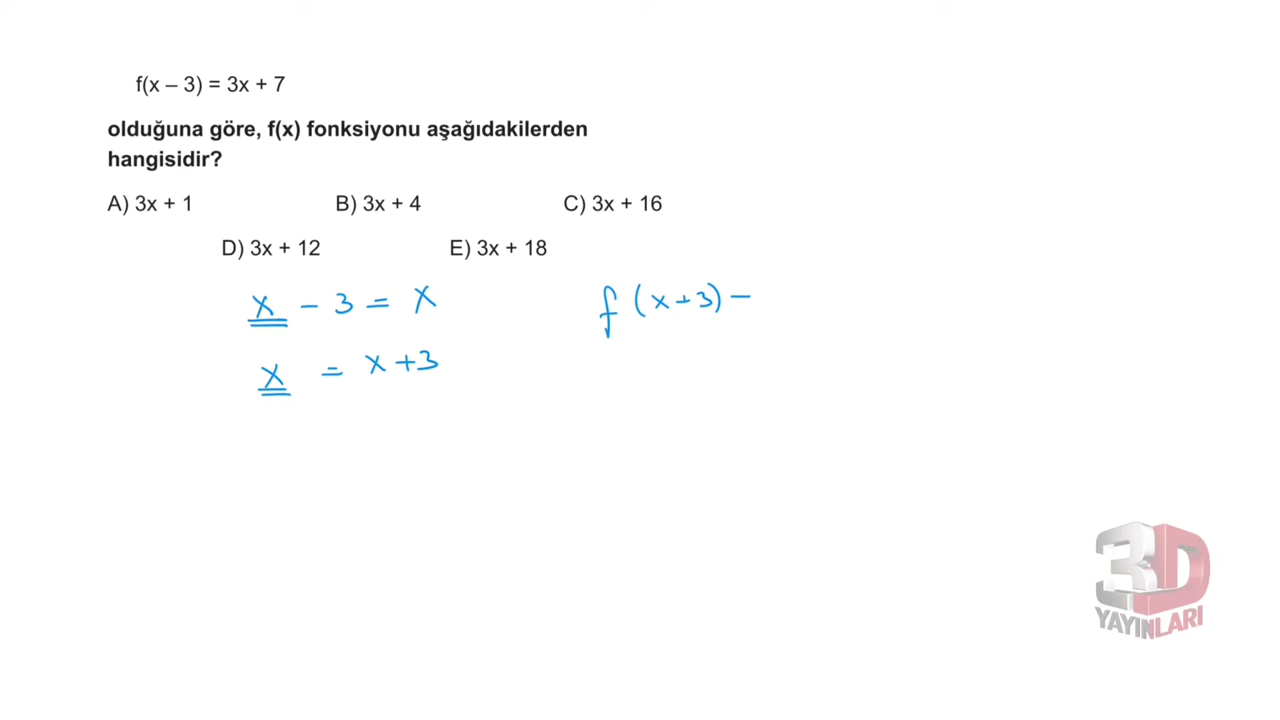 f(x – 3) = 3x + 7
olduğuna göre, f(x) fonksiyonu aşağıdakilerden
hangisidir?
A) 3x + 1 B) 3x + 4 C) 3x + 16
D) 3x + 12 E) 3x + 18
x - 3 = x
f (x+3) -
x = x+3
3D
YAYINLARI